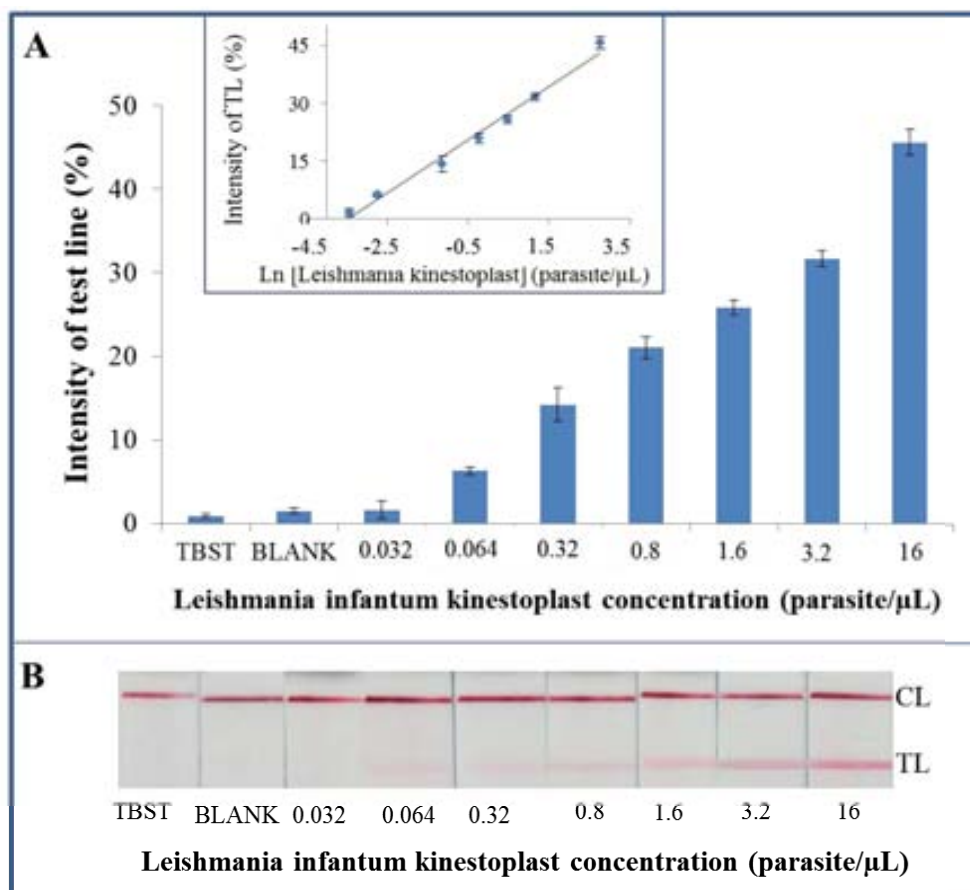 A
Intensity of TL (%)
45
30
15
0
-4.5 -2.5 -0.5 1.5 3.5
Ln [Leishmania kinestoplast] (parasite/µL)
Intensity of test line (%)
50
40
30
20
10
0
TBST BLANK 0.032 0.064 0.32 0.8 1.6 3.2 16
Leishmania infantum kinestoplast concentration (parasite/µL)
B
CL
TL
TBST BLANK 0.032 0.064 0.32 0.8 1.6 3.2 16
Leishmania infantum kinestoplast concentration (parasite/µL)